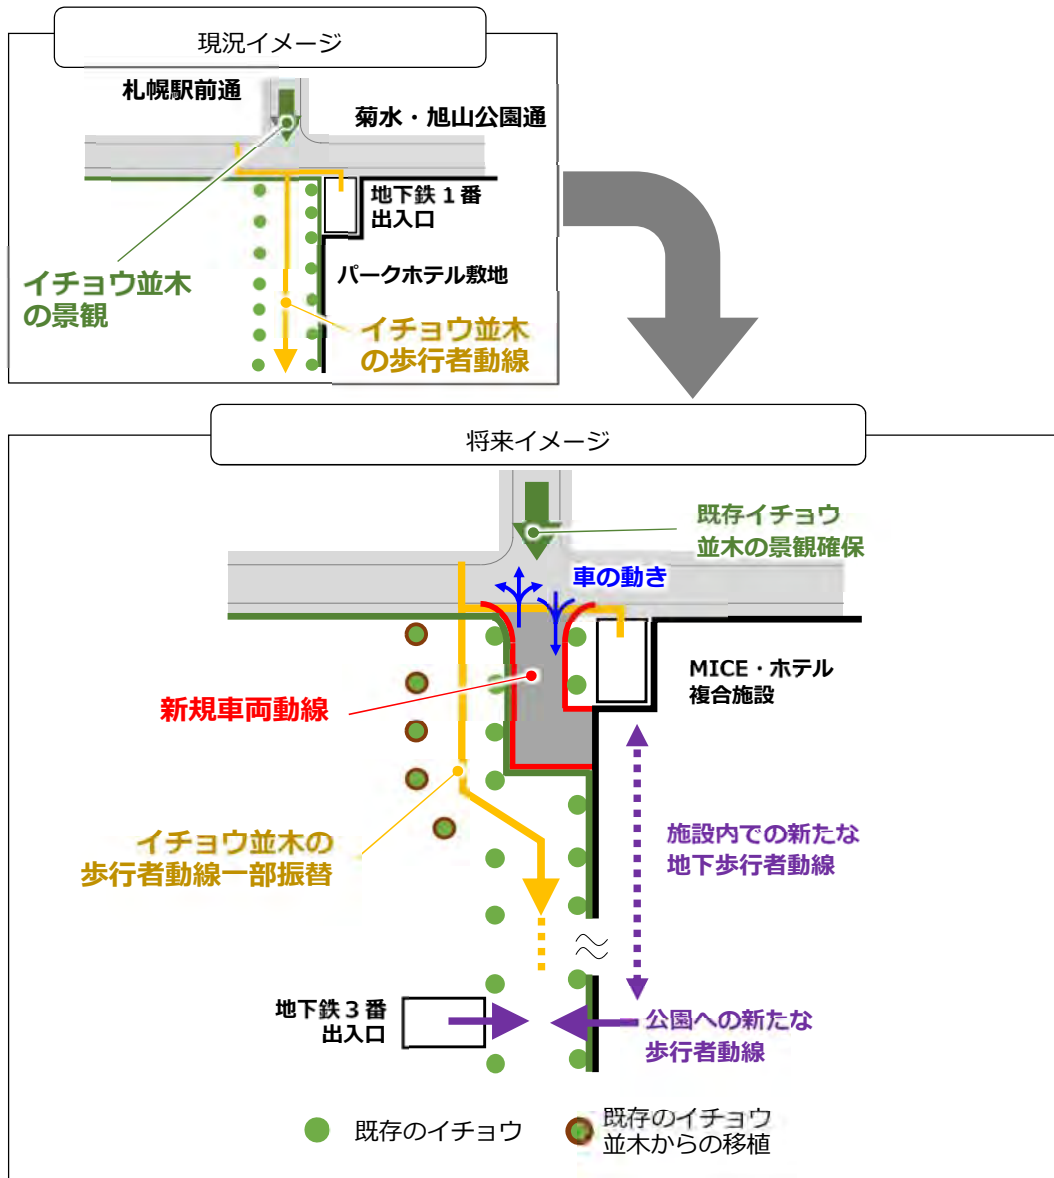 現況イメージ
札幌駅前通
菊水・旭山公園通
地下鉄１番
出入口
パークホテル敷地
イチョウ並木
の景観
イチョウ並木
の歩行者動線
将来イメージ
既存イチョウ
並木の景観確保
車の動き
MICE・ホテル
複合施設
新規車両動線
イチョウ並木の
歩行者動線一部振替
施設内での新たな
地下歩行者動線
地下鉄３番
出入口
公園への新たな
歩行者動線
既存のイチョウ
既存のイチョウ
並木からの移植